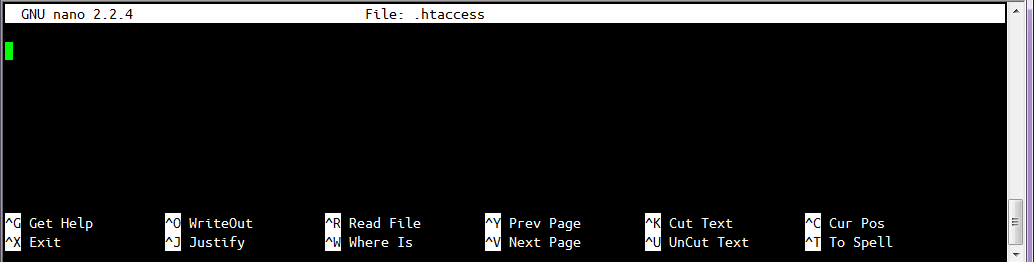 GNU nano 2.2.4 File: .htaccess
^G Get Help ^O WriteOut ^R Read File ^Y Prev Page ^K Cut Text ^C Cur Pos
^X Exit ^J Justify ^W Where Is ^V Next Page ^U UnCut Text ^T To Spell